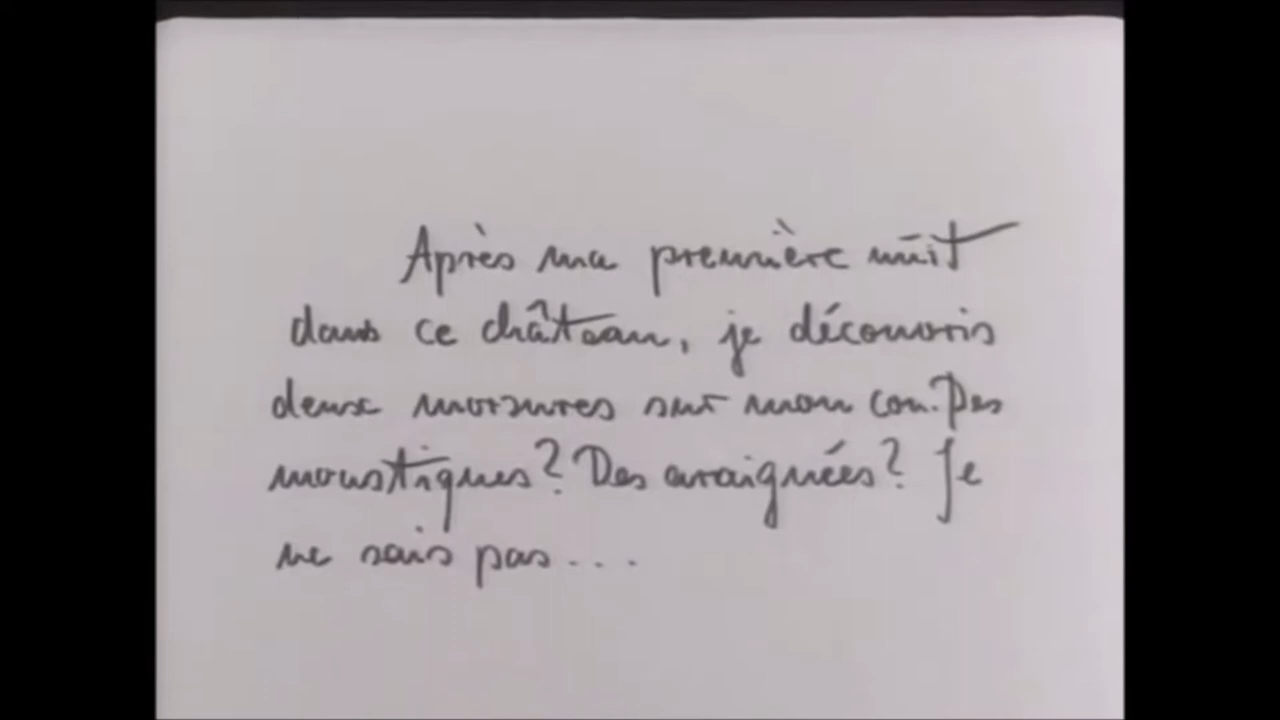 Après ma première nuit
dans ce château, je découvris
deux morsures sur mon cou. Des
moustiques? Des araignées? Je
ne sais pas...